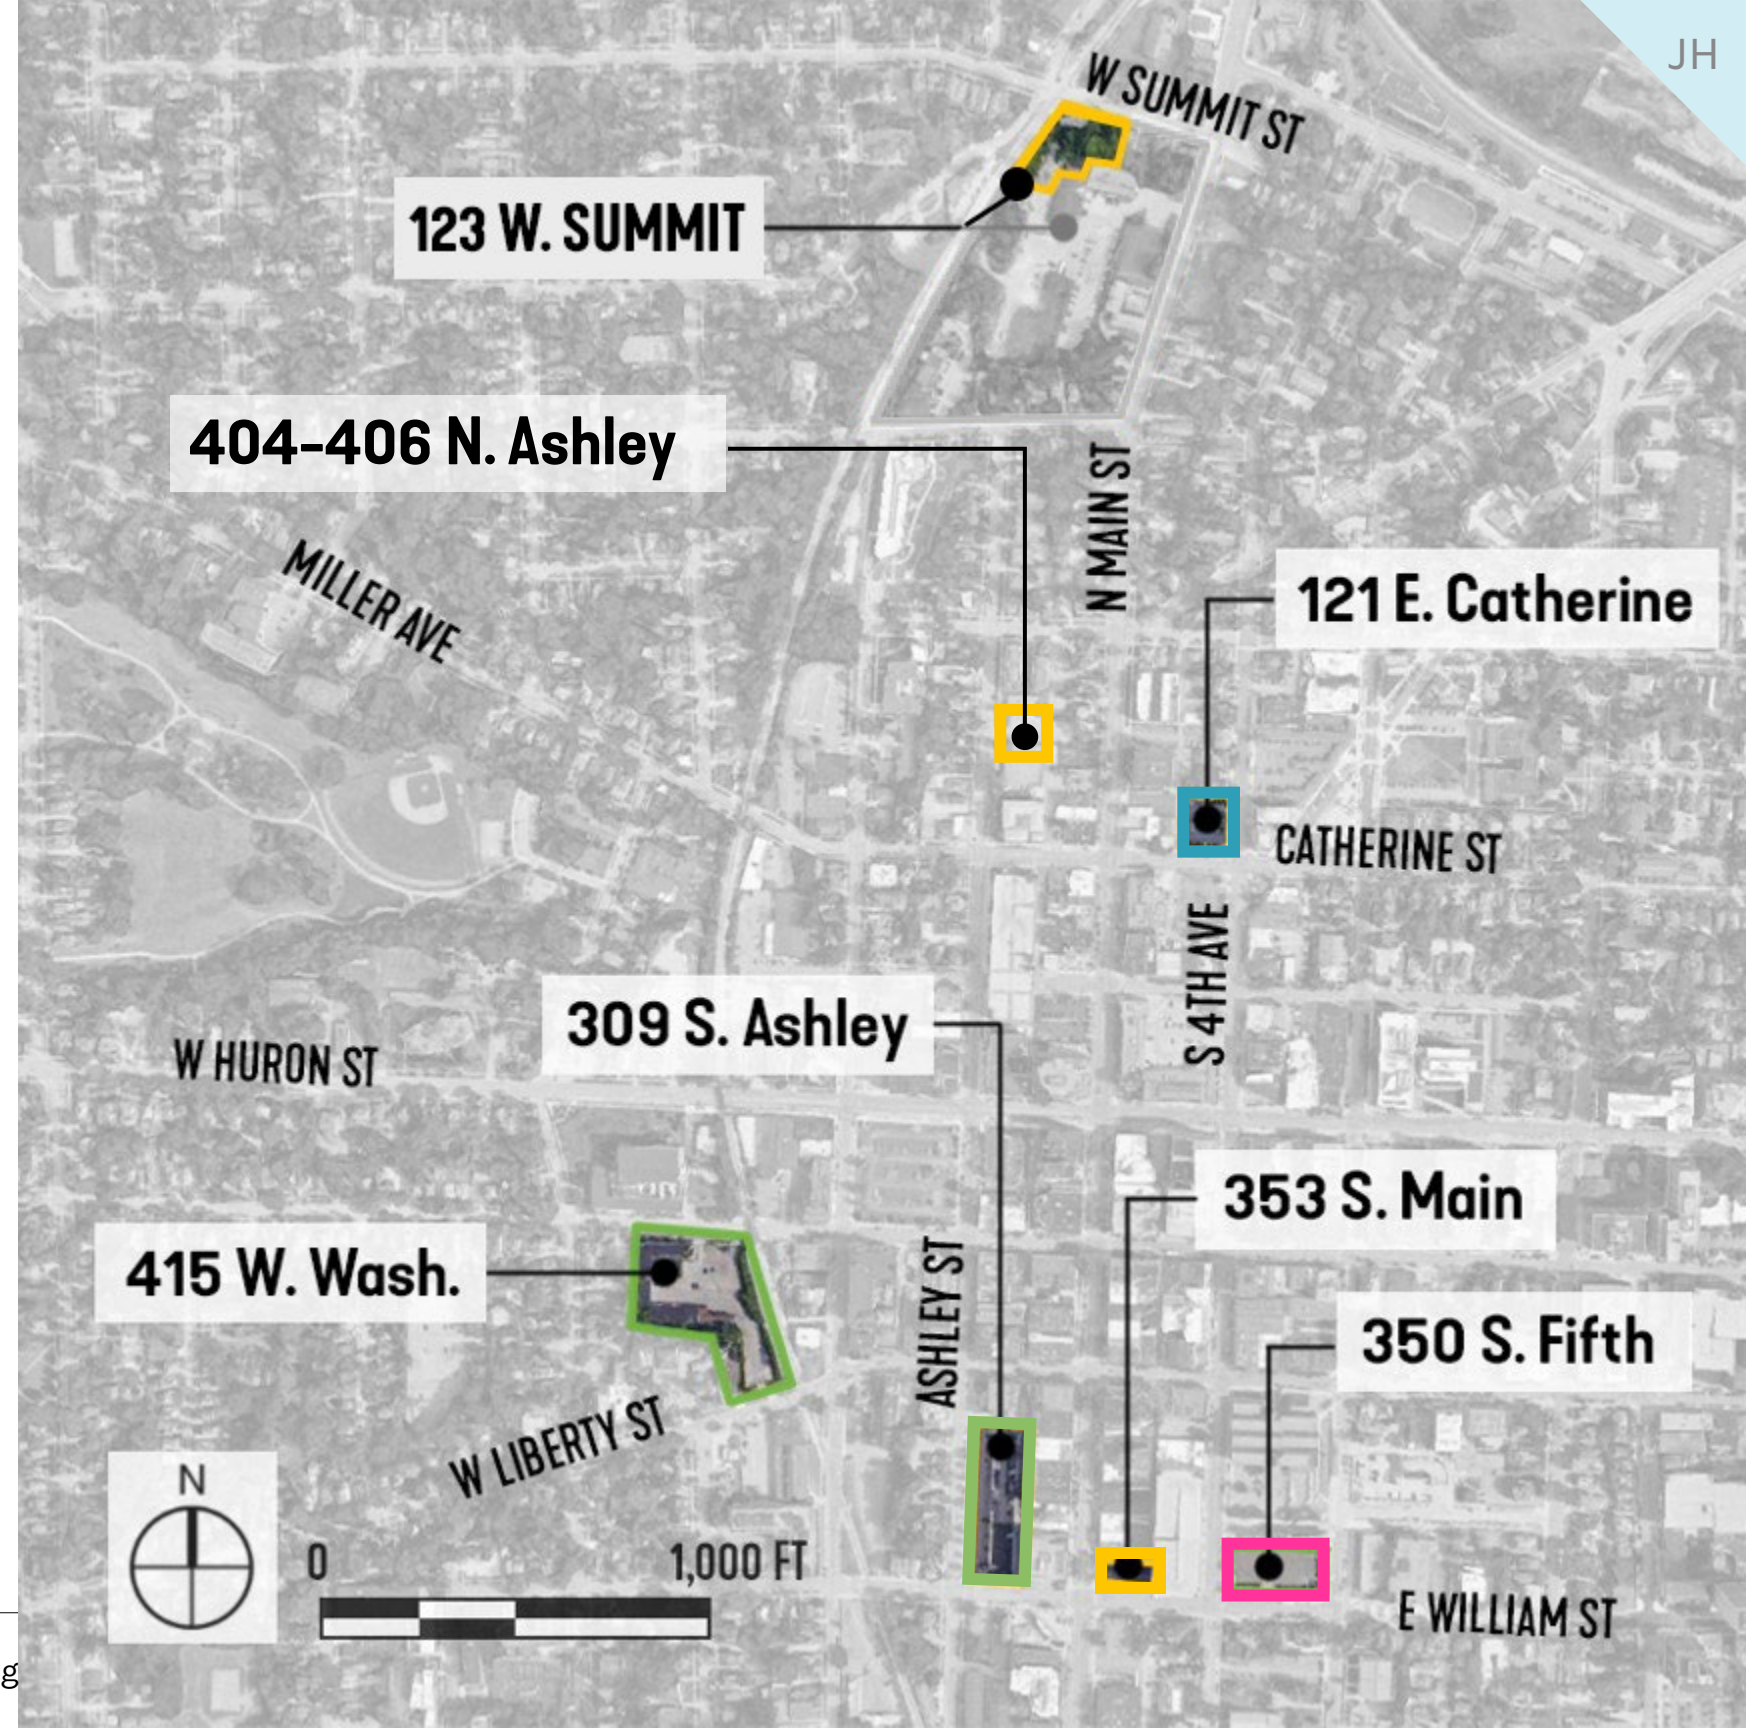 JH
W SUMMIT ST
123 W. SUMMIT
404-406 N. Ashley
N MAIN ST
MILLER AVE
121 E. Catherine
CATHERINE ST
S 4TH AVE
309 S. Ashley
W HURON ST
353 S. Main
415 W. Wash.
ASHLEY ST
350 S. Fifth
W LIBERTY ST
N
0 1,000 FT
E WILLIAM ST
g